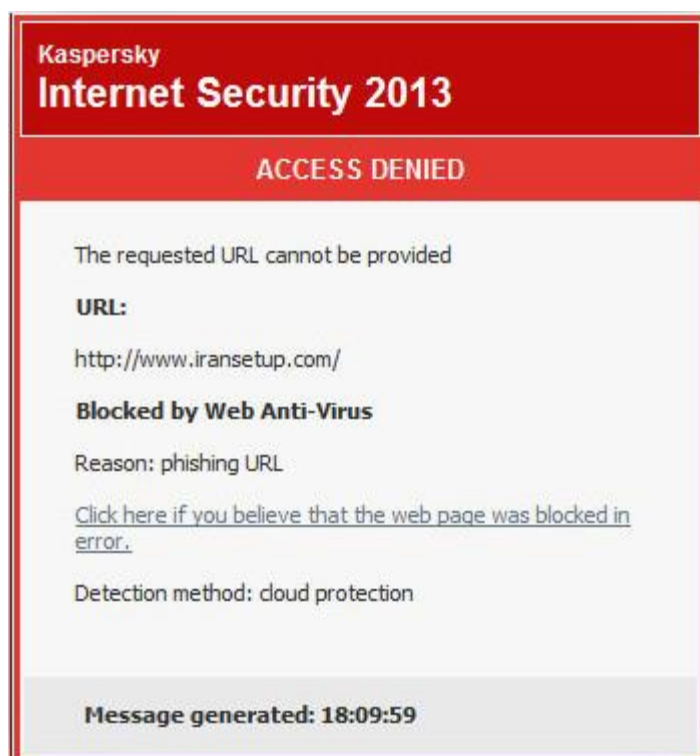 Kaspersky
Internet Security 2013
ACCESS DENIED
The requested URL cannot be provided
URL:
http://www.iransetup.com/
Blocked by Web Anti-Virus
Reason: phishing URL
Click here if you believe that the web page was blocked in
error.
Detection method: cloud protection
Message generated: 18:09:59